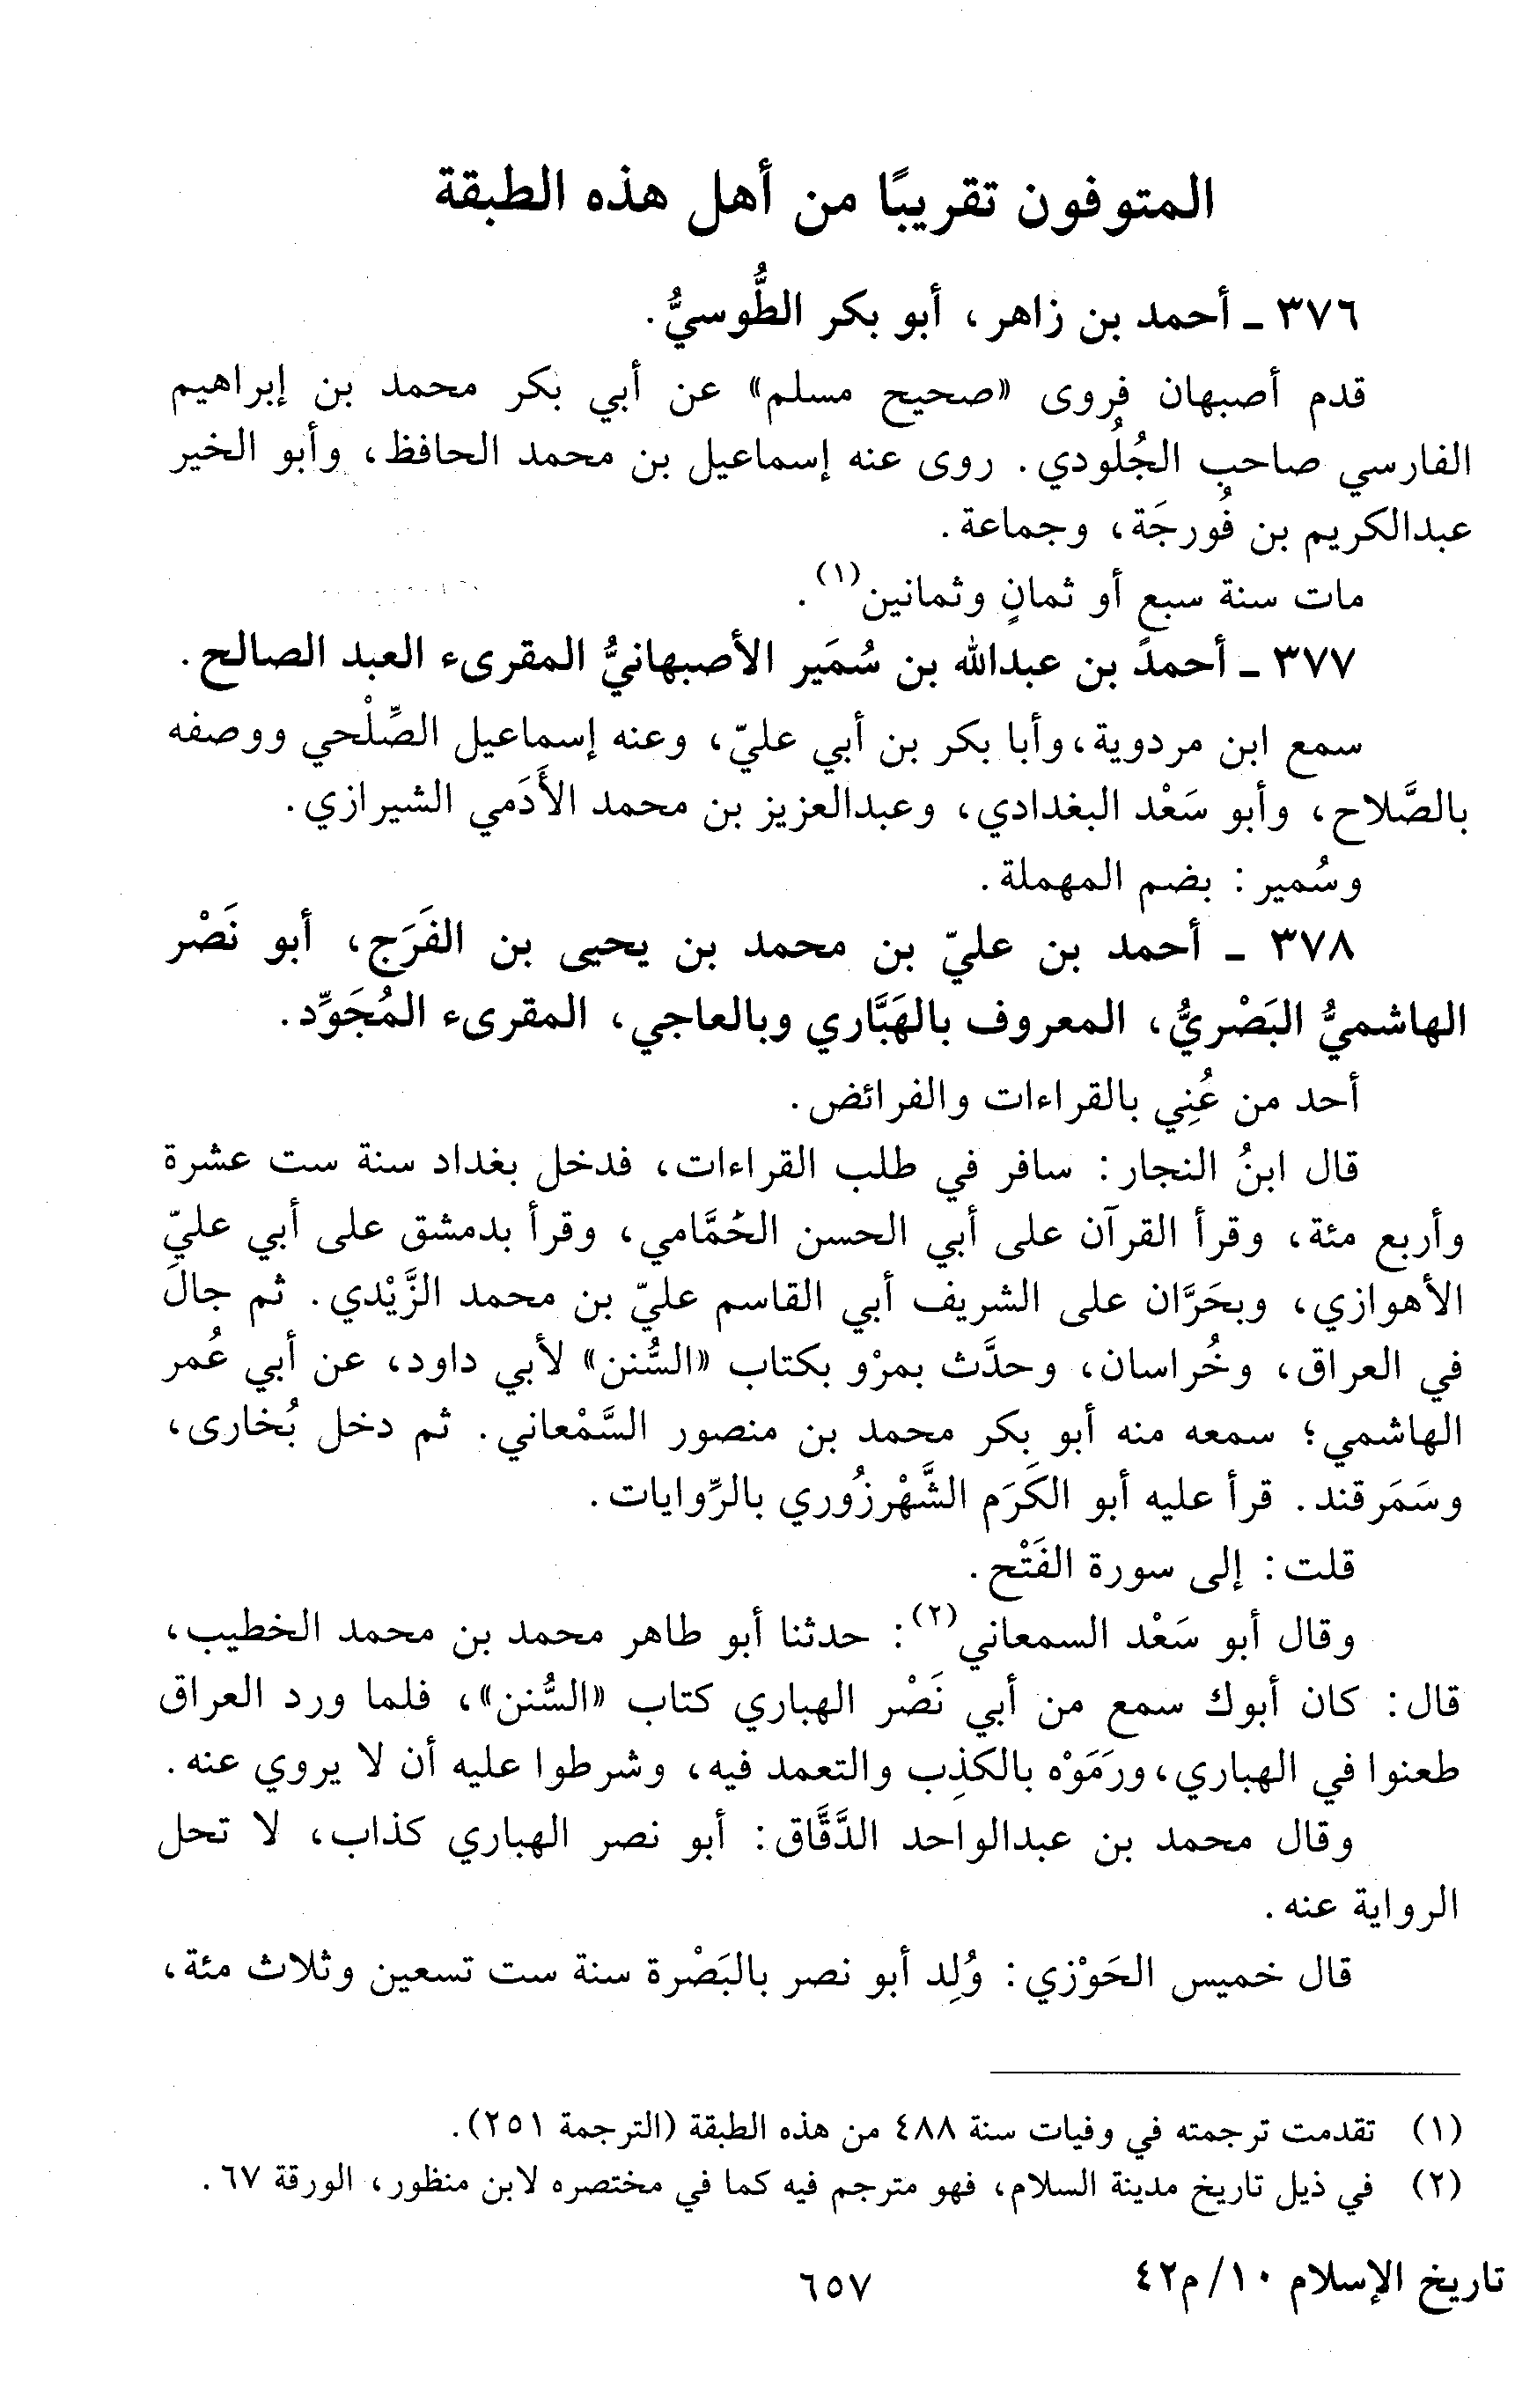 المتوفون تقريبًا من أهل هذه الطبقة
٣٧٦ ـ أحمد بن زاهر، أبو بكر الطُّوسيُّ.
قدم أصبهان فروى «صحيح مسلم» عن أبي بكر محمد بن إبراهيم
الفارسي صاحب الجُلُودي. روى عنه إسماعيل بن محمد الحافظ، وأبو الخير
عبدالكريم بن فُورجَة، وجماعة.
مات سنة سبع أو ثمانٍ وثمانين(١).
٣٧٧ ـ أحمد بن عبدالله بن سُمَير الأصبهانيُّ المقرىء العبد الصالح.
سمع ابن مردوية، وأبا بكر بن أبي عليّ، وعنه إسماعيل الصِّلْحي ووصفه
بالصَّلاح، وأبو سَعْد البغدادي، وعبدالعزيز بن محمد الأَدَمي الشيرازي.
وسُمير: بضم المهملة.
٣٧٨ ـ أحمد بن عليّ بن محمد بن يحيى بن الفَرَج، أبو نَصْر
الهاشميُّ البَصْريُّ، المعروف بالهَبَّاري وبالعاجي، المقرىء المُجَوِّد.
أحد من عُنِي بالقراءات والفرائض.
قال ابنُ النجار: سافر في طلب القراءات، فدخل بغداد سنة ست عشرة
وأربع مئة، وقرأ القرآن على أبي الحسن الحَمَّامي، وقرأ بدمشق على أبي عليّ
الأهوازي، وبحَرَّان على الشريف أبي القاسم عليّ بن محمد الزَّيْدي. ثم جال
في العراق، وخُراسان، وحدَّث بمرْو بكتاب «السُّنن» لأبي داود، عن أبي عُمر
الهاشمي؛ سمعه منه أبو بكر محمد بن منصور السَّمْعاني. ثم دخل بُخارى،
وسَمَرقند. قرأ عليه أبو الكَرَم الشَّهْرزُوري بالرِّوايات.
قلت: إلى سورة الفَتْح.
وقال أبو سَعْد السمعاني(٢): حدثنا أبو طاهر محمد بن محمد الخطيب،
قال: كان أبوك سمع من أبي نَصْر الهباري كتاب «السُّنن»، فلما ورد العراق
طعنوا في الهباري، ورَمَوْه بالكذِب والتعمد فيه، وشرطوا عليه أن لا يروي عنه.
وقال محمد بن عبدالواحد الدَّقَّاق: أبو نصر الهباري كذاب، لا تحل
الرواية عنه.
قال خميس الحَوْزي: وُلِد أبو نصر بالبَصْرة سنة ست تسعين وثلاث مئة،
(١) تقدمت ترجمته في وفيات سنة ٤٨٨ من هذه الطبقة (الترجمة ٢٥١).
(٢) في ذيل تاريخ مدينة السلام، فهو مترجم فيه كما في مختصره لابن منظور، الورقة ٦٧.
تاريخ الإسلام ١٠/ م٤٢
٦٥٧